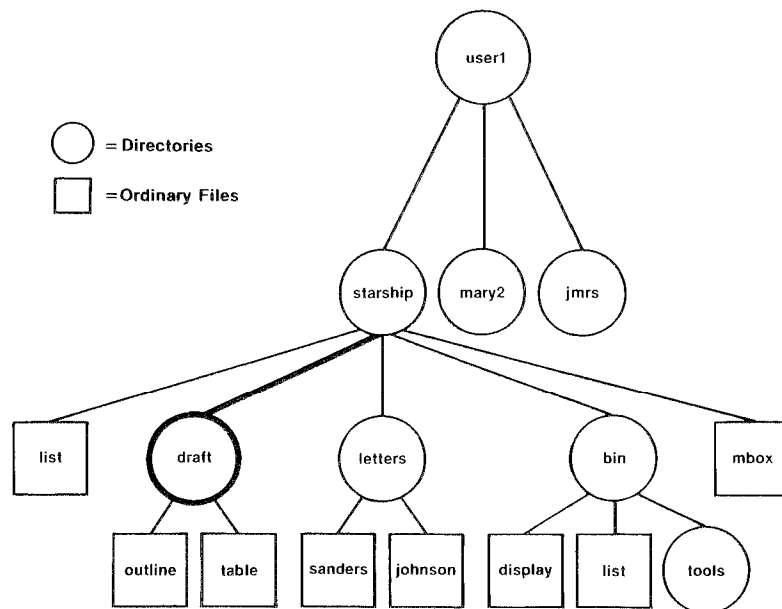 user1
= Directories
=Ordinary Files
starship
mary2
jmrs
list
draft
letters
bin
mbox
outline
table
sanders
johnson
display
list
tools